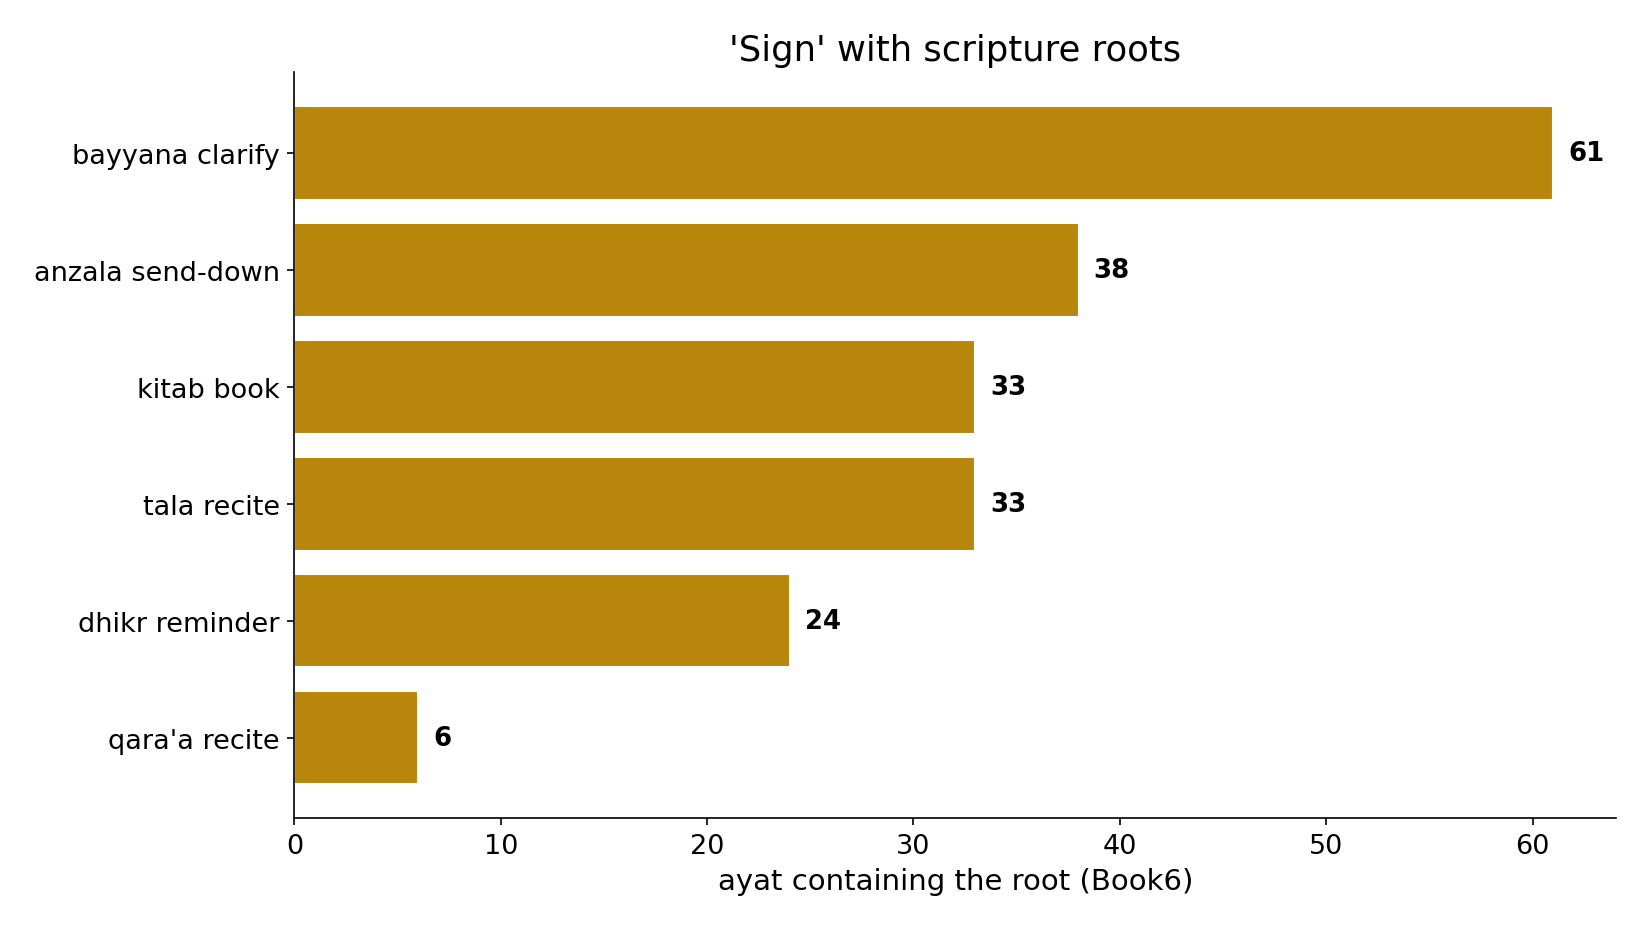 'Sign' with scripture roots
bayyana clarify 61
anzala send-down 38
kitab book 33
tala recite 33
dhikr reminder 24
qara'a recite 6
0 10 20 30 40 50 60
ayat containing the root (Book6)